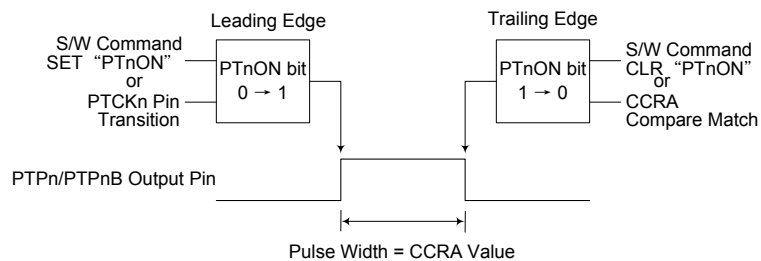 Leading Edge
S/W Command
SET “PTnON”
or
PTCKn Pin
Transition
PTnON bit
0 → 1
Trailing Edge
PTnON bit
1 → 0
S/W Command
CLR “PTnON”
or
CCRA
Compare Match
PTPn/PTPnB Output Pin
Pulse Width = CCRA Value